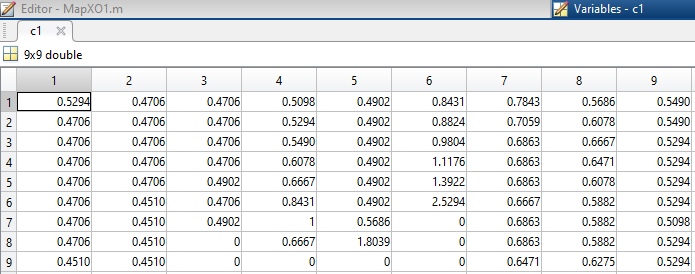 Editor - MapXO1.m Variables - c1
c1
9x9 double
1 2 3 4 5 6 7 8 9
1 0.5294 0.4706 0.4706 0.5098 0.4902 0.8431 0.7843 0.5686 0.5490
2 0.4706 0.4706 0.4706 0.5294 0.4902 0.8824 0.7059 0.6078 0.5490
3 0.4706 0.4706 0.4706 0.5490 0.4902 0.9804 0.6863 0.6667 0.5294
4 0.4706 0.4706 0.4706 0.6078 0.4902 1.1176 0.6863 0.6471 0.5294
5 0.4706 0.4706 0.4902 0.6667 0.4902 1.3922 0.6863 0.6078 0.5294
6 0.4706 0.4510 0.4706 0.8431 0.4902 2.5294 0.6667 0.5882 0.5294
7 0.4706 0.4510 0.4902 1 0.5686 0 0.6863 0.5882 0.5098
8 0.4706 0.4510 0 0.6667 1.8039 0 0.6863 0.5882 0.5294
9 0.4510 0.4510 0 0 0 0 0.6471 0.6275 0.5294